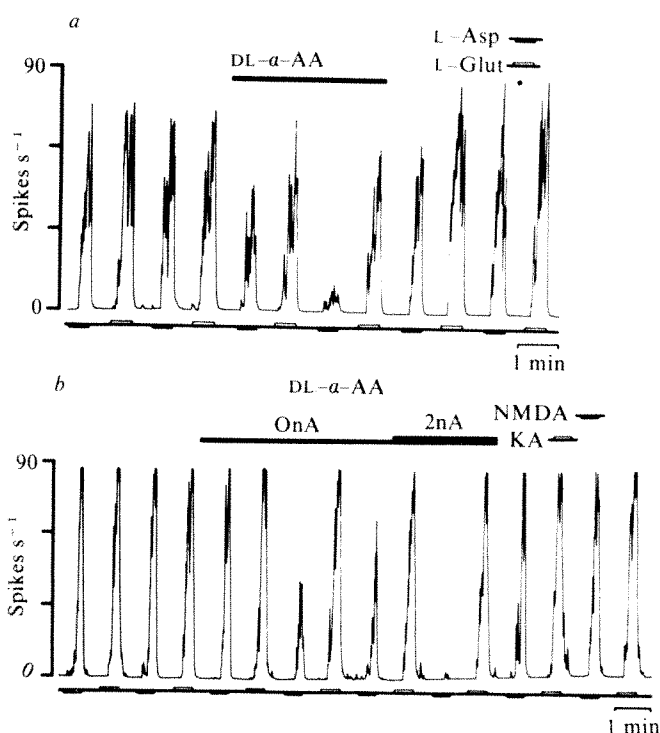 a
90
DL-α-AA
L-Asp
L-Glut
Spikes s⁻¹
0
1 min
b
DL-α-AA
OnA
2nA
NMDA
KA
90
Spikes s⁻¹
0
1 min